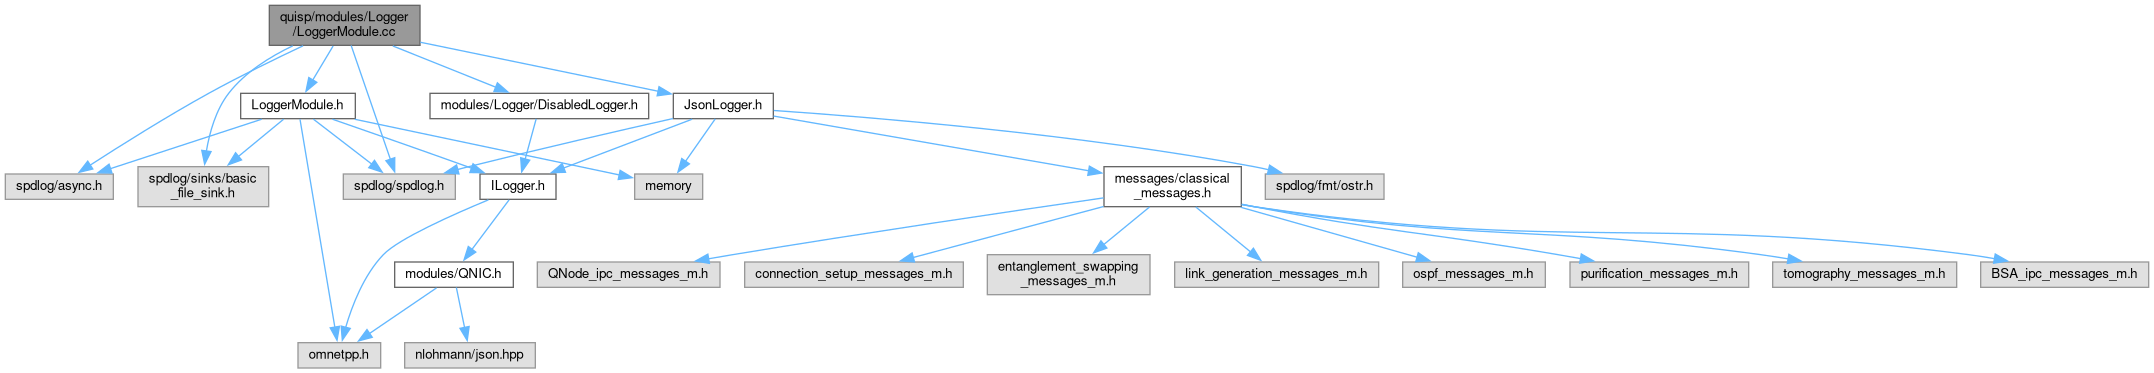 quisp/modules/Logger
/LoggerModule.cc
LoggerModule.h
modules/Logger/DisabledLogger.h
JsonLogger.h
spdlog/async.h
spdlog/sinks/basic
_file_sink.h
spdlog/spdlog.h
ILogger.h
memory
messages/classical
_messages.h
spdlog/fmt/ostr.h
modules/QNIC.h
QNode_ipc_messages_m.h
connection_setup_messages_m.h
entanglement_swapping
_messages_m.h
link_generation_messages_m.h
ospf_messages_m.h
purification_messages_m.h
tomography_messages_m.h
BSA_ipc_messages_m.h
omnetpp.h
nlohmann/json.hpp